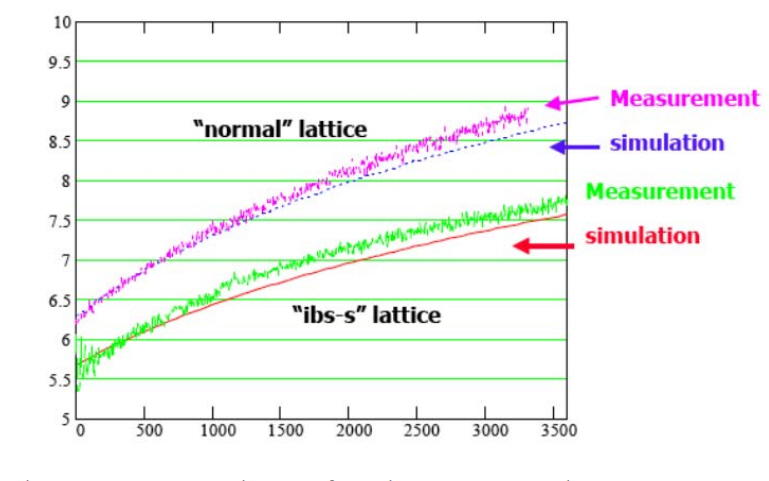 10
9.5
9
8.5
8
7.5
7
6.5
6
5.5
5
0 500 1000 1500 2000 2500 3000 3500
"normal" lattice
"ibs-s" lattice
Measurement
simulation
Measurement
simulation